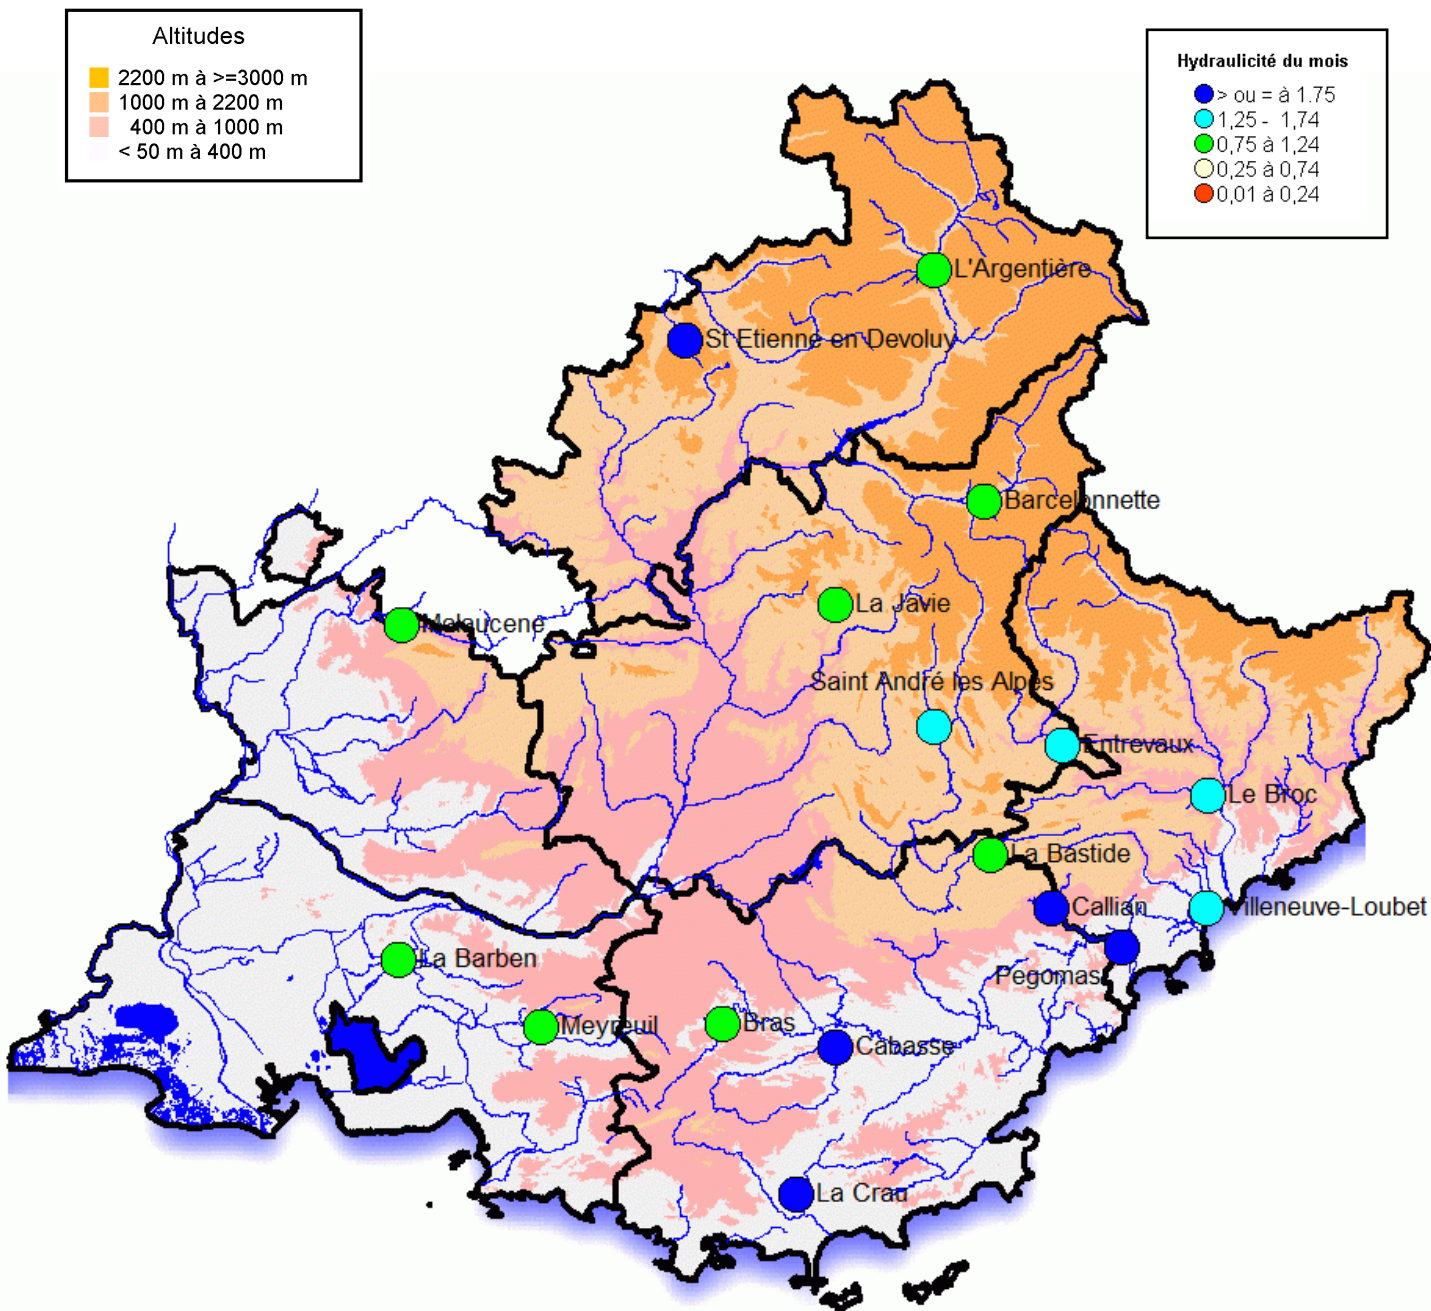 Altitudes
2200 m à >=3000 m
1000 m à 2200 m
400 m à 1000 m
< 50 m à 400 m
Hydraulicité du mois
> ou = à 1.75
1,25 - 1,74
0,75 à 1,24
0,25 à 0,74
0,01 à 0,24
L'Argentière
St Etienne en Devoluy
Barcelonnette
La Javie
Malaucene
Saint André les Alpes
Entrevaux
Le Broc
La Bastide
Callian
Villeneuve-Loubet
Pegomas
La Barben
Meyreuil
Bras
Cabasse
La Crau